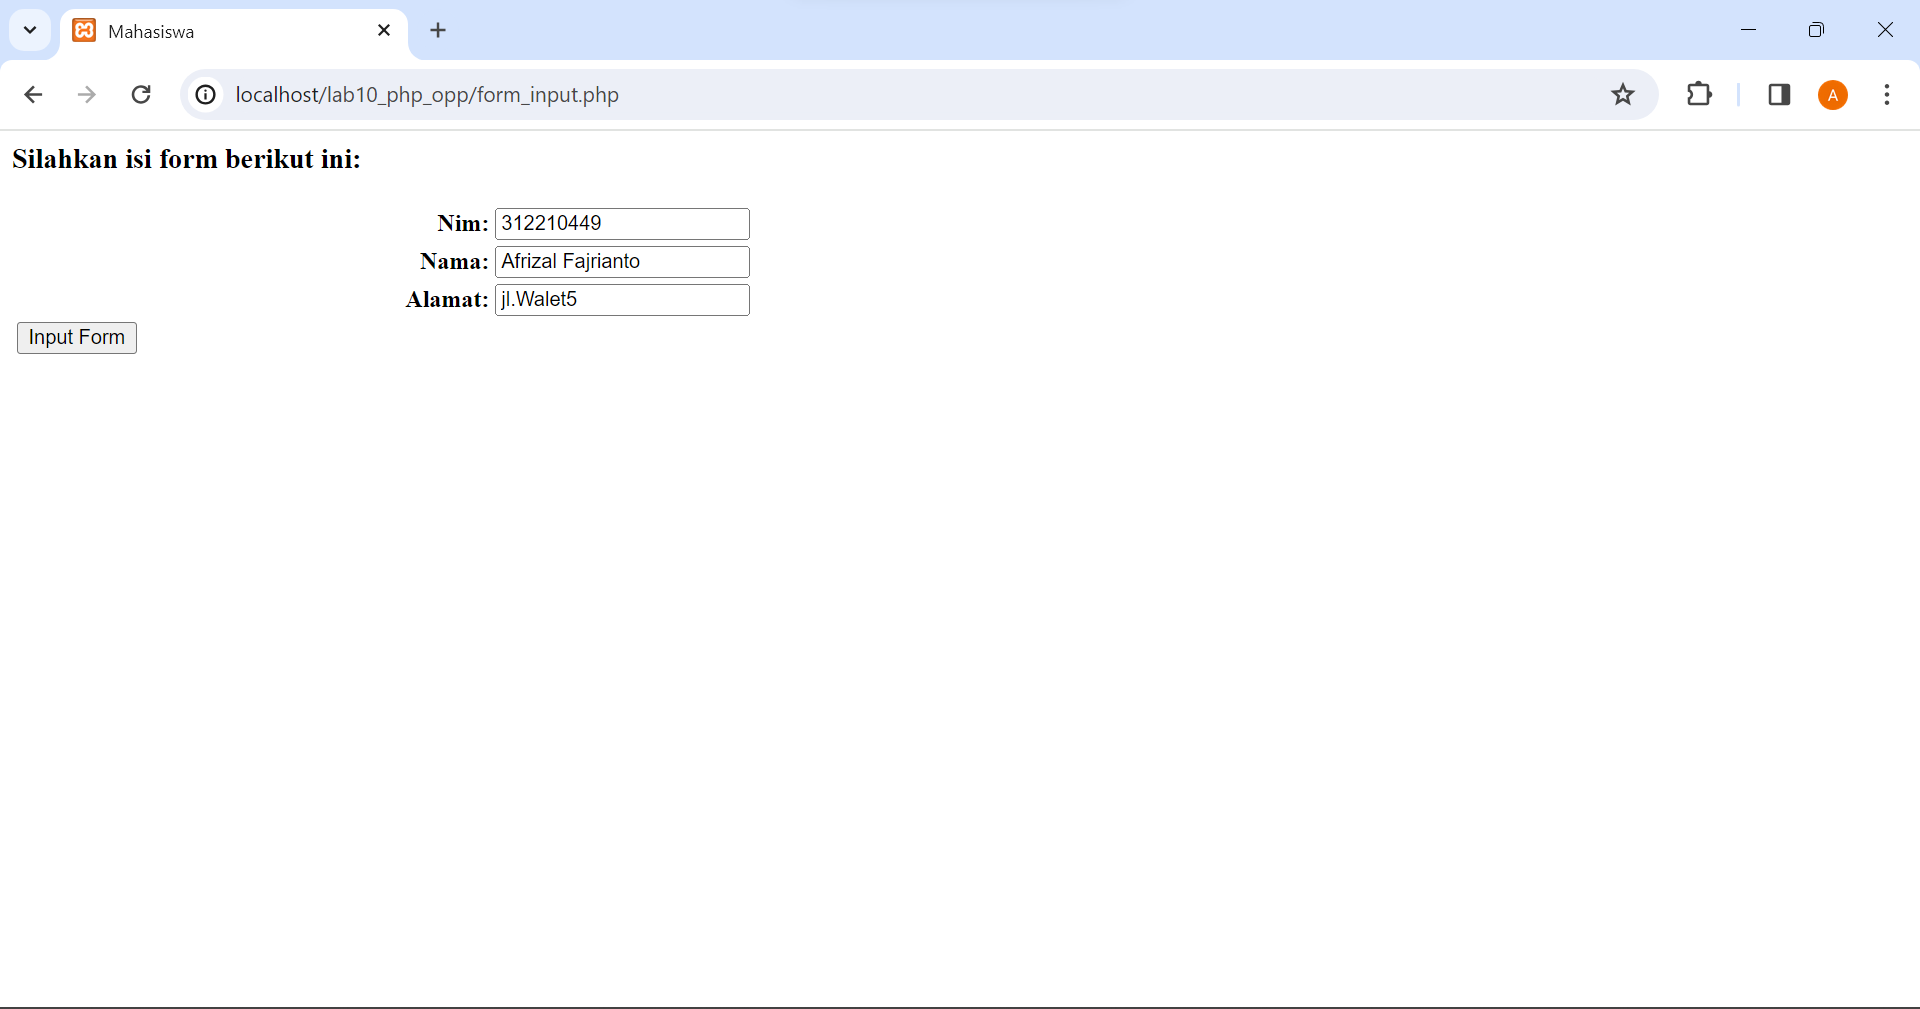 Mahasiswa
localhost/lab10_php_opp/form_input.php
A
Silahkan isi form berikut ini:
Nim: 312210449
Nama: Afrizal Fajrianto
Alamat: jl.Walet5
Input Form